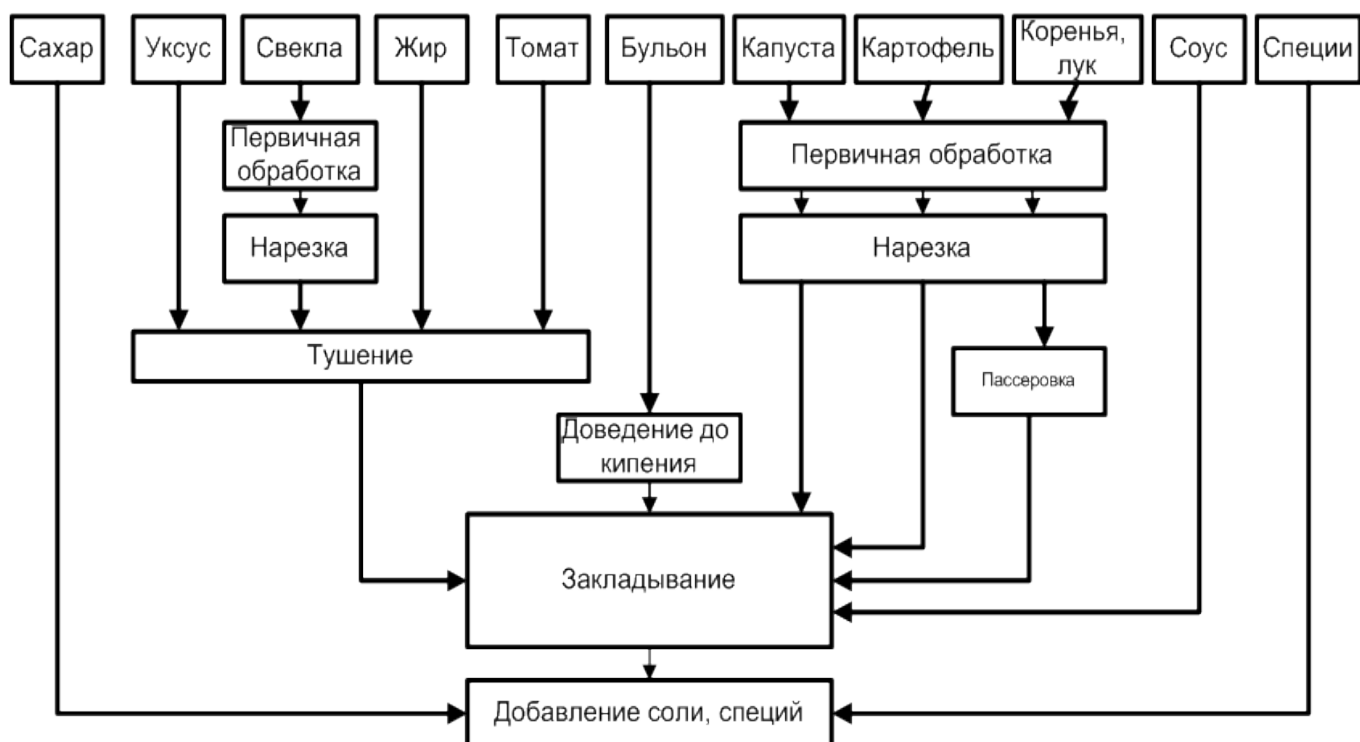 Сахар
Уксус
Свекла
Жир
Томат
Бульон
Капуста
Картофель
Коренья,
лук
Соус
Специи
Первичная
обработка
Первичная обработка
Нарезка
Нарезка
Тушение
Пассеровка
Доведение до
кипения
Закладывание
Добавление соли, специй